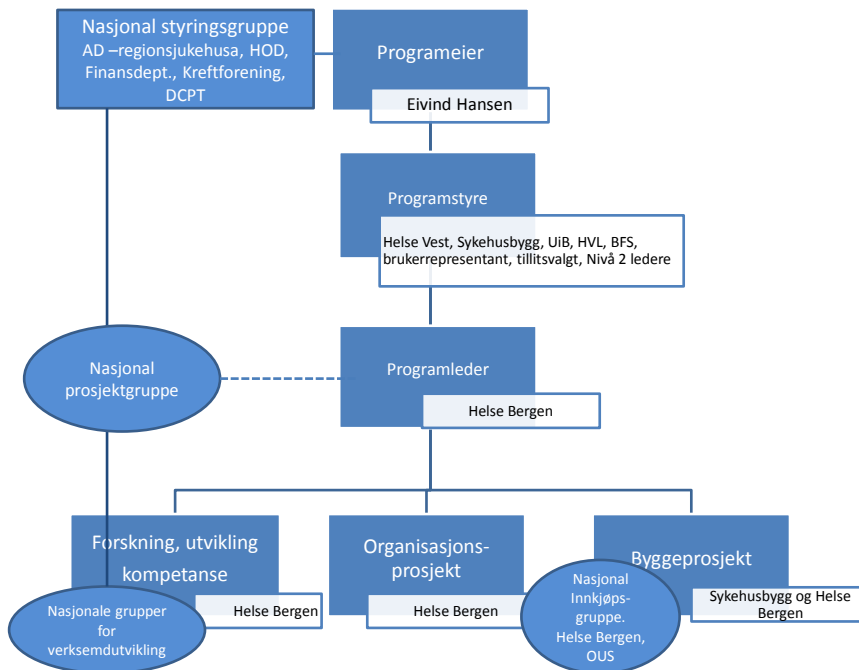 Nasjonal styringsgruppe
AD –regionsjukehusa, HOD,
Finansdept., Kreftforening,
DCPT
Programeier
Eivind Hansen
Programstyre
Helse Vest, Sykehusbygg, UiB, HVL, BFS,
brukerrepresentant, tillitsvalgt, Nivå 2 ledere
Nasjonal
prosjektgruppe
Programleder
Helse Bergen
Forskning, utvikling
kompetanse
Helse Bergen
Nasjonale grupper
for
verksemdutvikling
Organisasjons-
prosjekt
Helse Bergen
Byggeprosjekt
Sykehusbygg og Helse
Bergen
Nasjonal
Innkjøps-
gruppe.
Helse Bergen,
OUS